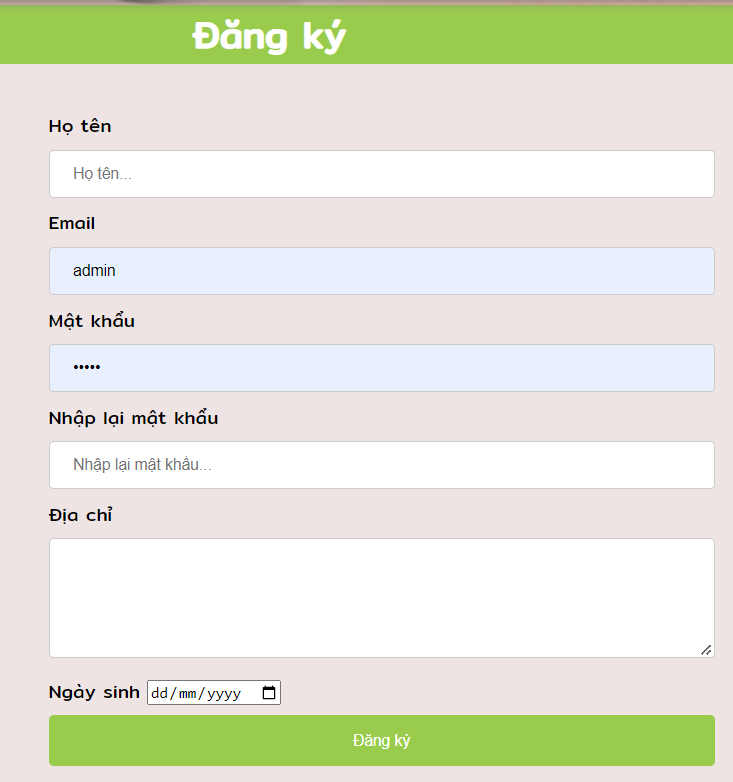 Đăng ký
Họ tên
Họ tên...
Email
admin
Mật khẩu
•••••
Nhập lại mật khẩu
Nhập lại mật khẩu...
Địa chỉ
Ngày sinh dd/mm/yyyy
Đăng ký